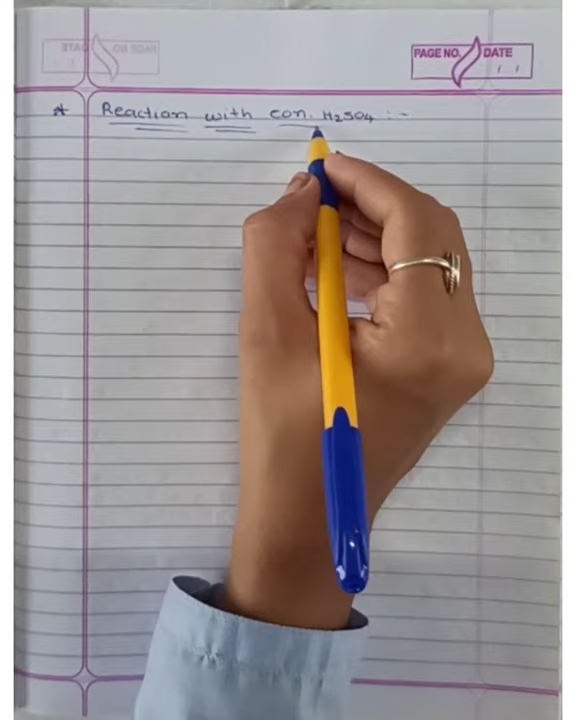 PAGE NO. DATE
* Reaction with con. H₂SO₄ :-